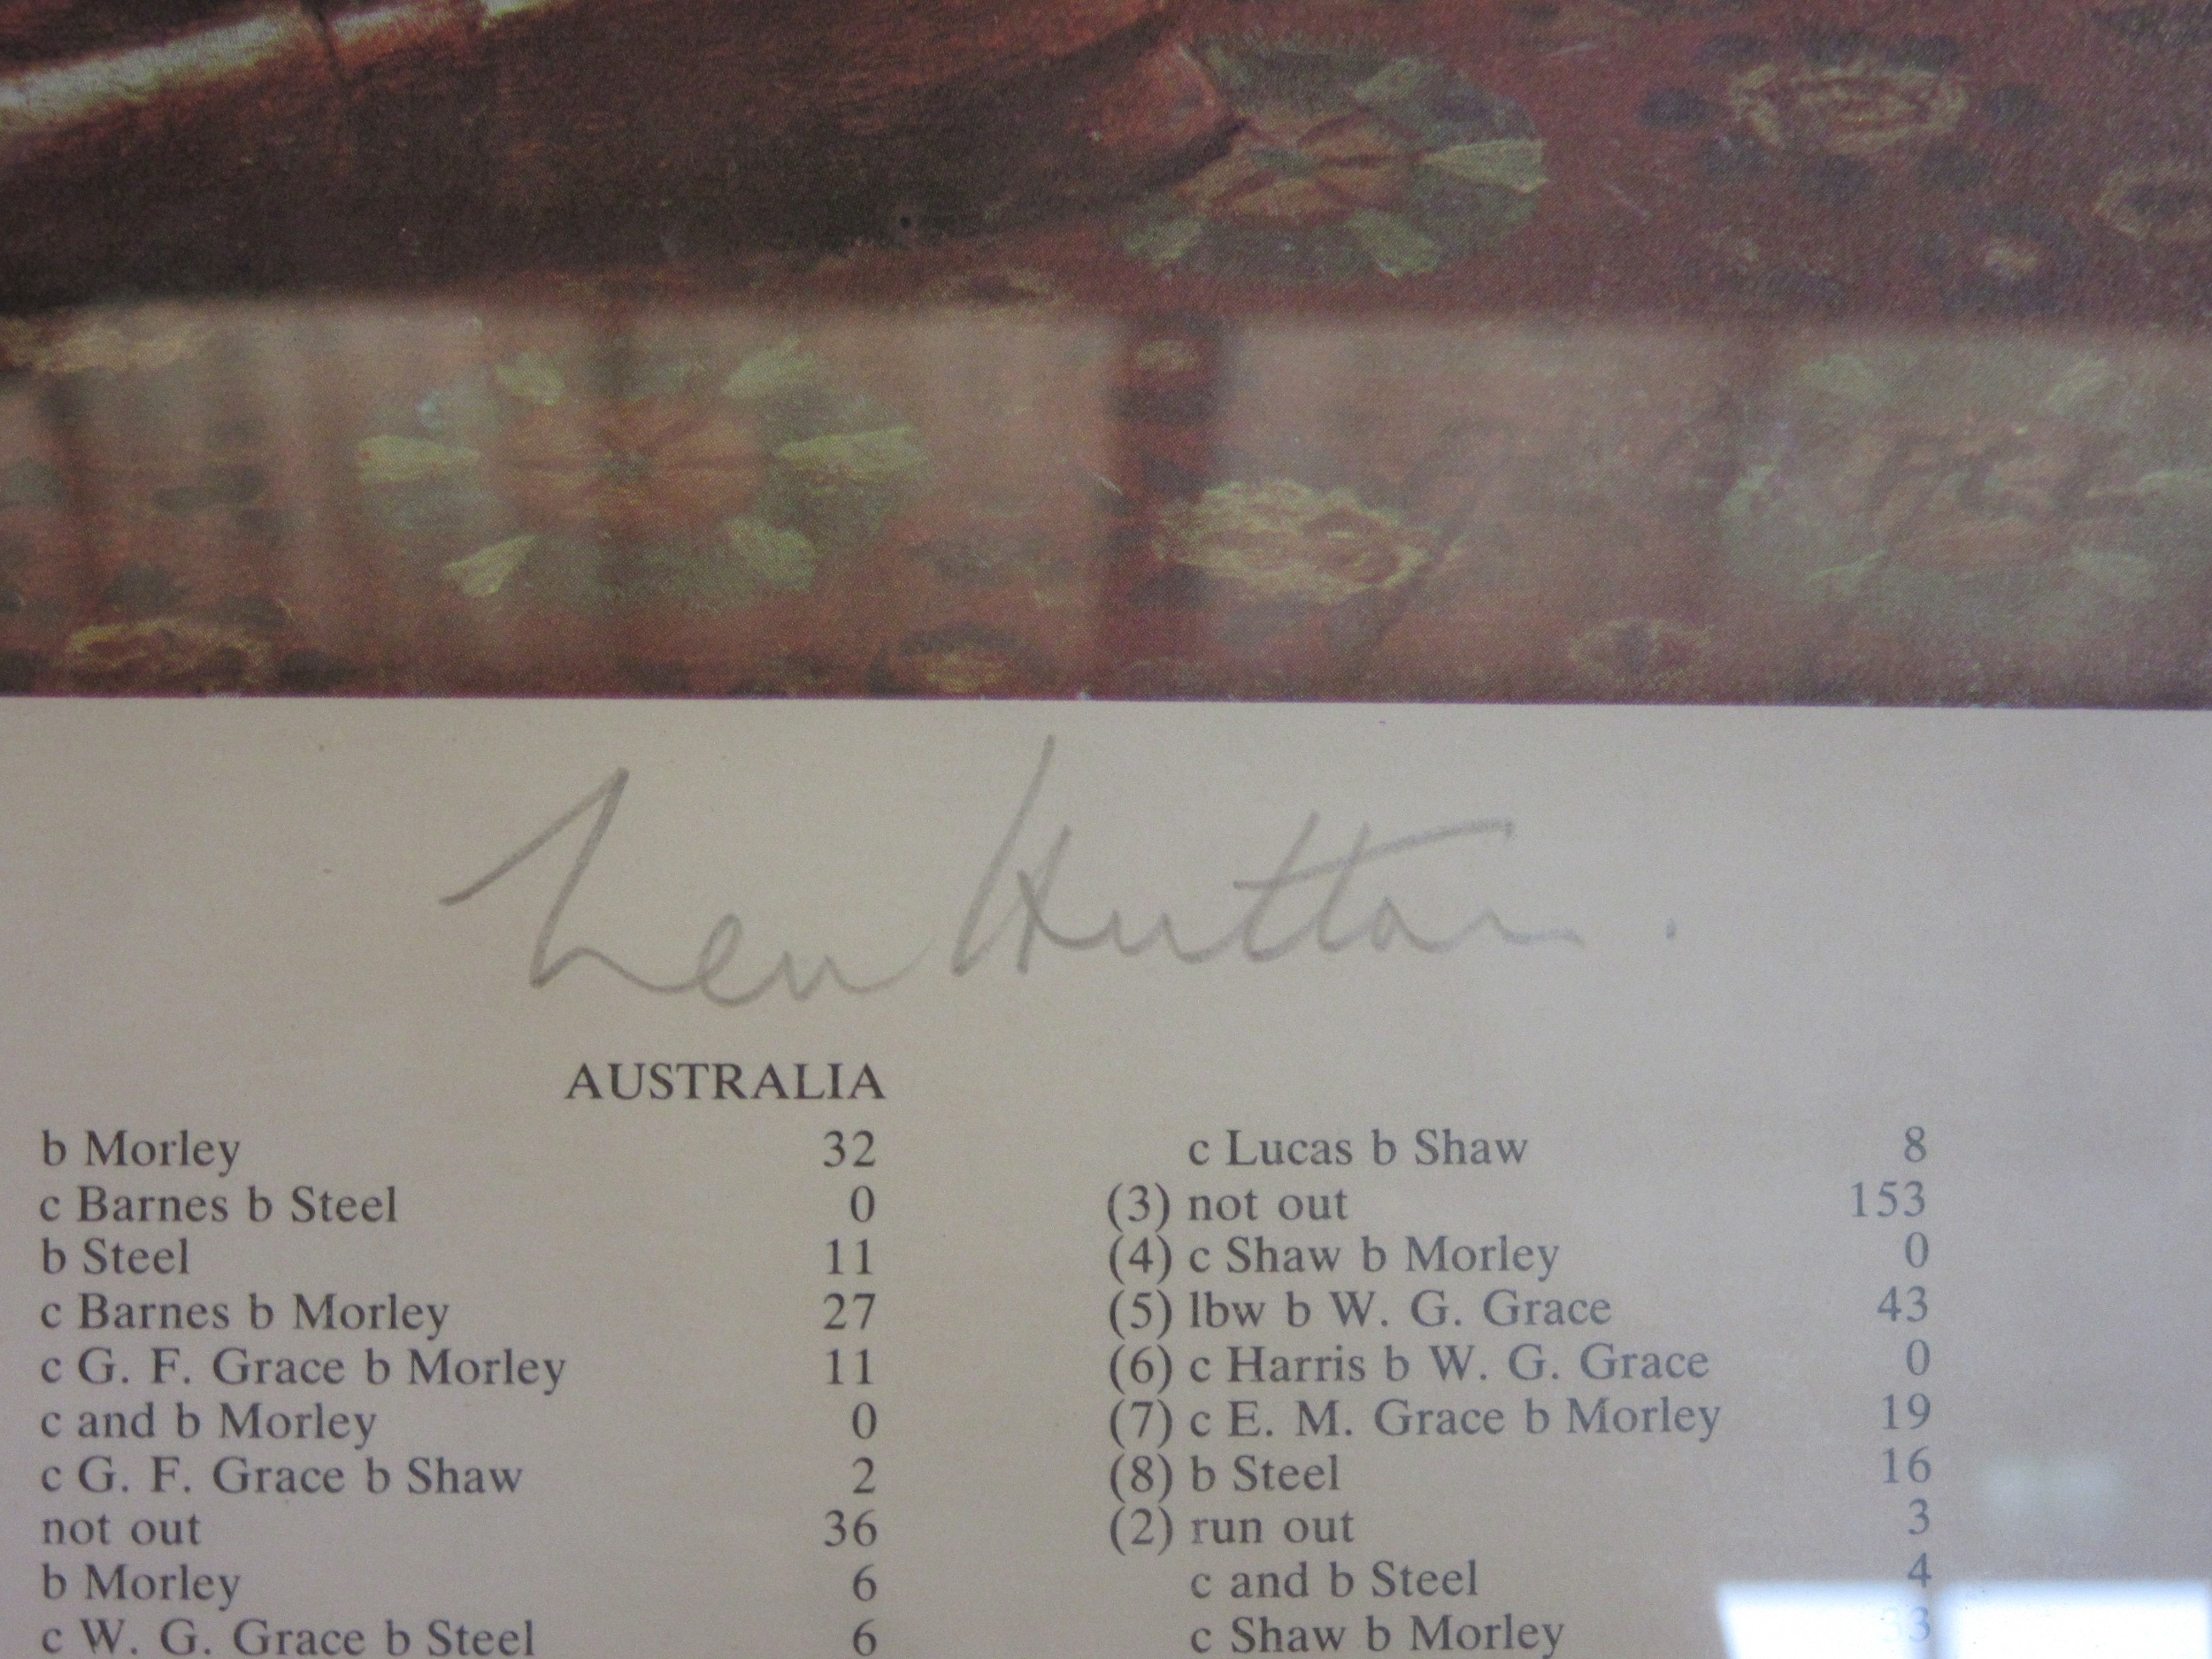 Len Hutton.
AUSTRALIA
b Morley 32 c Lucas b Shaw 8
c Barnes b Steel 0 (3) not out 153
b Steel 11 (4) c Shaw b Morley 0
c Barnes b Morley 27 (5) lbw b W. G. Grace 43
c G. F. Grace b Morley 11 (6) c Harris b W. G. Grace 0
c and b Morley 0 (7) c E. M. Grace b Morley 19
c G. F. Grace b Shaw 2 (8) b Steel 16
not out 36 (2) run out 3
b Morley 6 c and b Steel 4
c W. G. Grace b Steel 6 c Shaw b Morley 33